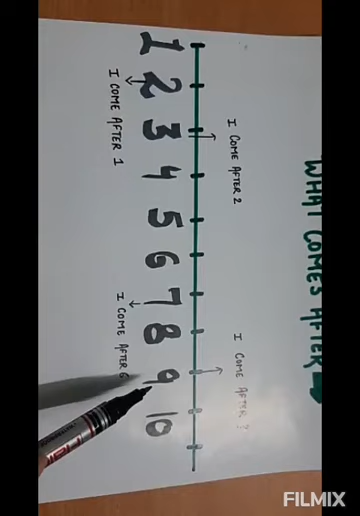 WHAT COMES AFTER
I COME AFTER 2
I COME AFTER ?
1 2 3 4 5 6 7 8 9 10
I COME AFTER 1
I COME AFTER 6
FILMIX